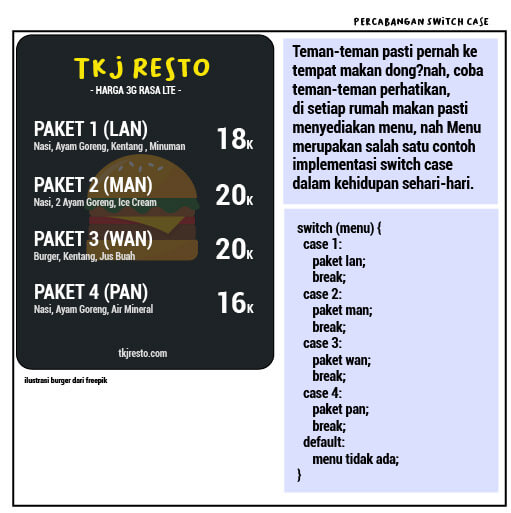 PERCABANGAN SWITCH CASE
TKJ RESTO
- HARGA 3G RASA LTE -
PAKET 1 (LAN)
Nasi, Ayam Goreng, Kentang , Minuman
18K
PAKET 2 (MAN)
Nasi, 2 Ayam Goreng, Ice Cream
20K
PAKET 3 (WAN)
Burger, Kentang, Jus Buah
20K
PAKET 4 (PAN)
Nasi, Ayam Goreng, Air Mineral
16K
tkjresto.com
ilustrasi burger dari freepik
Teman-teman pasti pernah ke
tempat makan dong?nah, coba
teman-teman perhatikan,
di setiap rumah makan pasti
menyediakan menu, nah Menu
merupakan salah satu contoh
implementasi switch case
dalam kehidupan sehari-hari.
switch (menu) {
case 1:
paket lan;
break;
case 2:
paket man;
break;
case 3:
paket wan;
break;
case 4:
paket pan;
break;
default:
menu tidak ada;
}